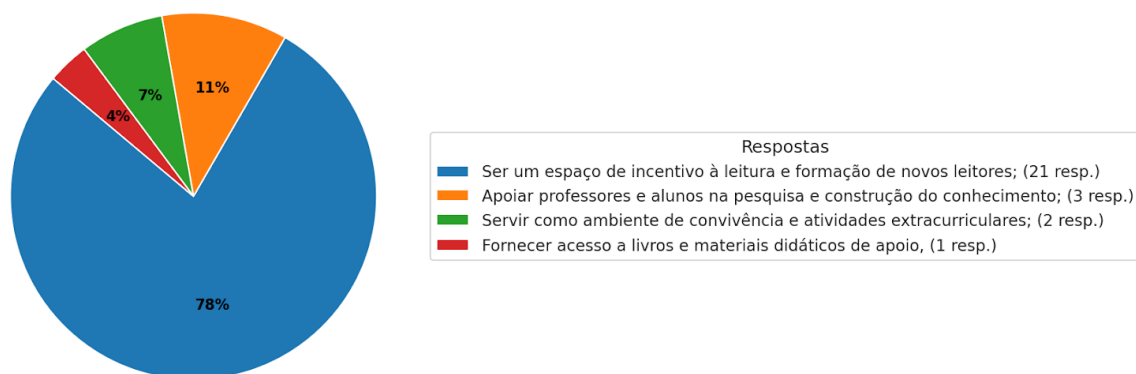 11%
7%
4%
78%
Respostas
Ser um espaço de incentivo à leitura e formação de novos leitores; (21 resp.)
Apoiar professores e alunos na pesquisa e construção do conhecimento; (3 resp.)
Servir como ambiente de convivência e atividades extracurriculares; (2 resp.)
Fornecer acesso a livros e materiais didáticos de apoio, (1 resp.)